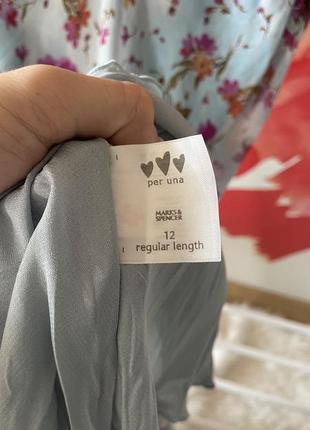 per una
MARKS&
SPENCER
12
regular length